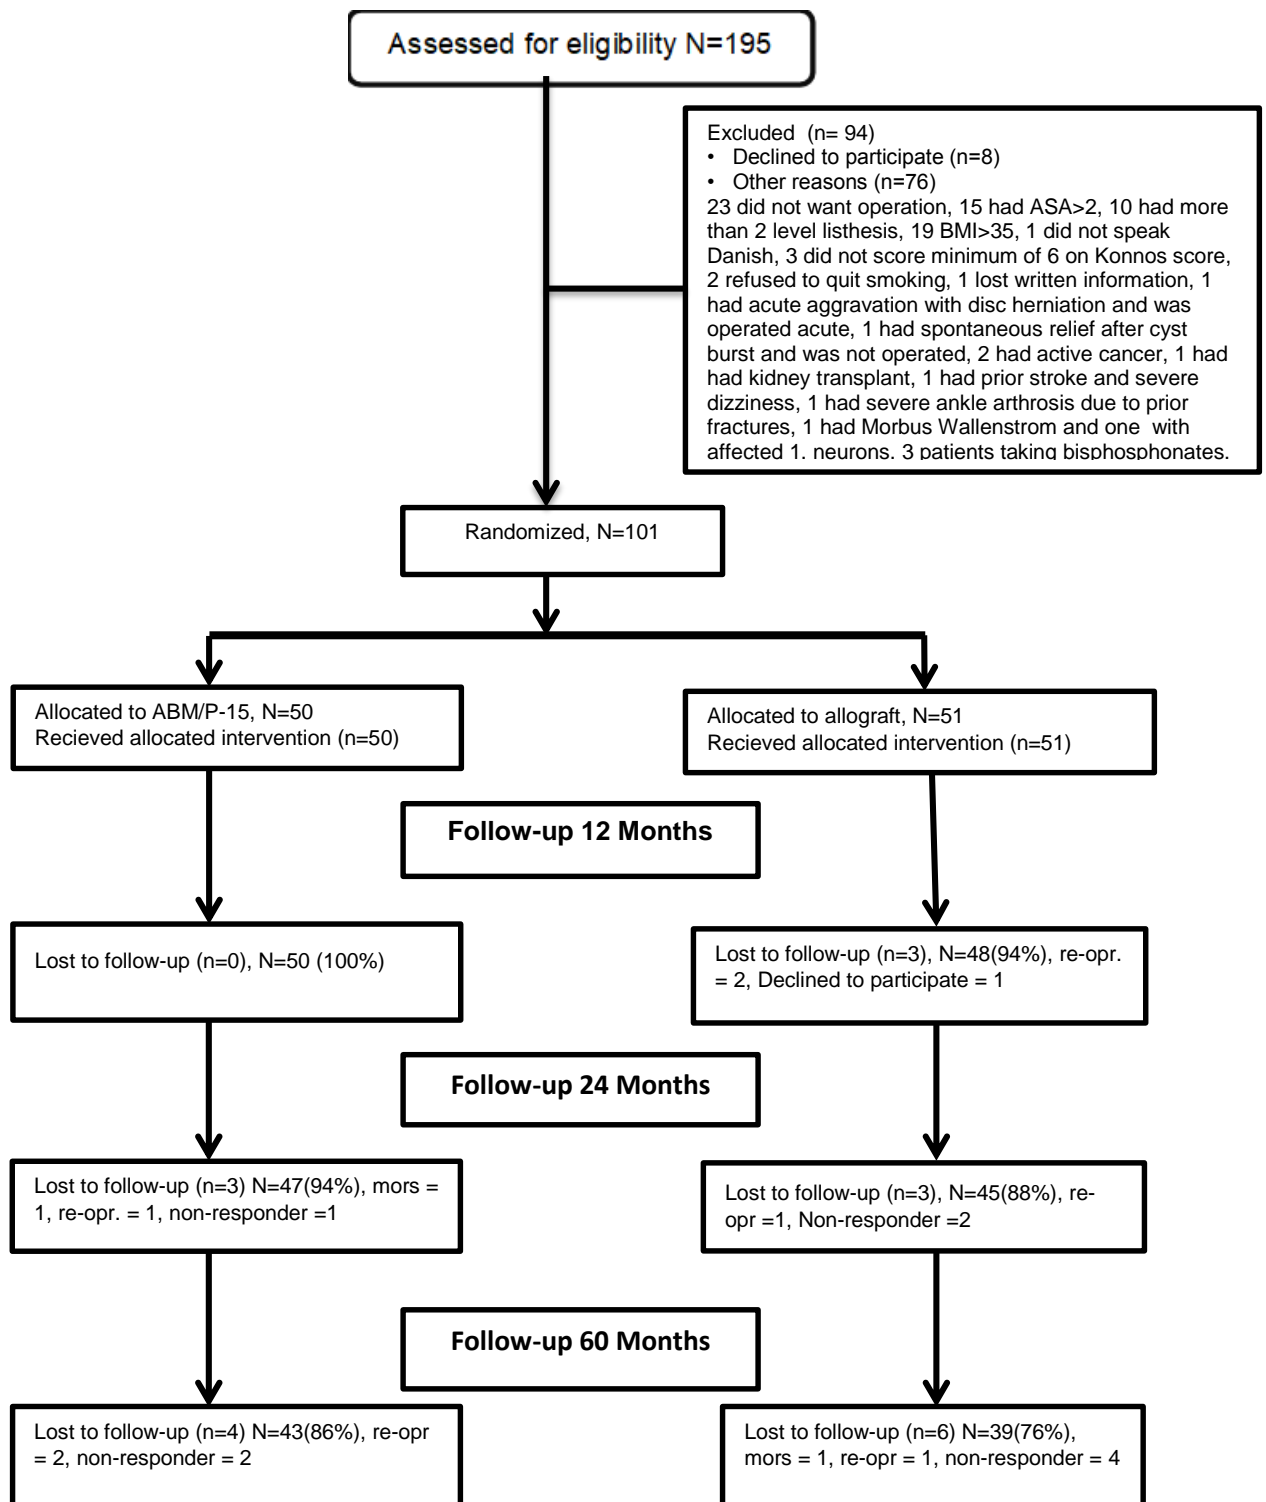 Assessed for eligibility N=195
Excluded (n= 94)
• Declined to participate (n=8)
• Other reasons (n=76)
23 did not want operation, 15 had ASA>2, 10 had more
than 2 level listhesis, 19 BMI>35, 1 did not speak
Danish, 3 did not score minimum of 6 on Konnos score,
2 refused to quit smoking, 1 lost written information, 1
had acute aggravation with disc herniation and was
operated acute, 1 had spontaneous relief after cyst
burst and was not operated, 2 had active cancer, 1 had
had kidney transplant, 1 had prior stroke and severe
dizziness, 1 had severe ankle arthrosis due to prior
fractures, 1 had Morbus Wallenstrom and one with
affected 1. neurons. 3 patients taking bisphosphonates.
Randomized, N=101
Allocated to ABM/P-15, N=50
Recieved allocated intervention (n=50)
Allocated to allograft, N=51
Recieved allocated intervention (n=51)
Follow-up 12 Months
Lost to follow-up (n=0), N=50 (100%)
Lost to follow-up (n=3), N=48(94%), re-opr.
= 2, Declined to participate = 1
Follow-up 24 Months
Lost to follow-up (n=3) N=47(94%), mors =
1, re-opr. = 1, non-responder =1
Lost to follow-up (n=3), N=45(88%), re-
opr =1, Non-responder =2
Follow-up 60 Months
Lost to follow-up (n=4) N=43(86%), re-opr
= 2, non-responder = 2
Lost to follow-up (n=6) N=39(76%),
mors = 1, re-opr = 1, non-responder = 4